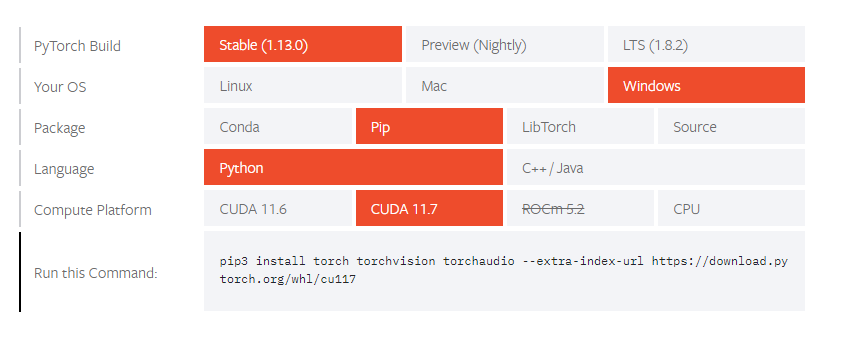 PyTorch Build Stable (1.13.0) Preview (Nightly) LTS (1.8.2)
Your OS Linux Mac Windows
Package Conda Pip LibTorch Source
Language Python C++ / Java
Compute Platform CUDA 11.6 CUDA 11.7 ROCm 5.2 CPU
Run this Command: pip3 install torch torchvision torchaudio --extra-index-url https://download.py
torch.org/whl/cu117